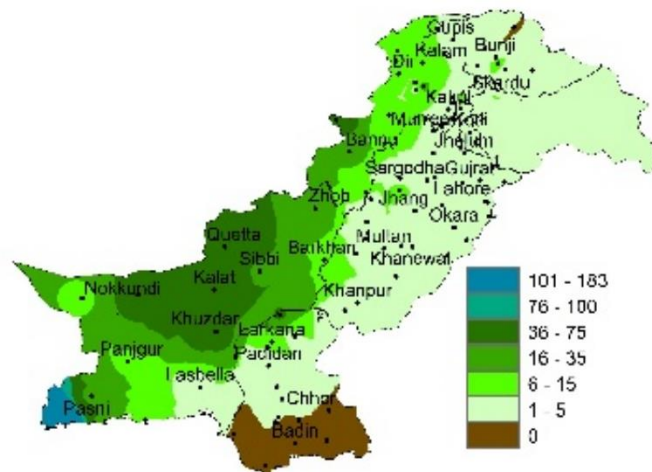 Gupis
Kalam
Bunji
Dir
Skardu
Kakul
Murree Kotli
Bannu
Jhelum
Sargodha Gujrat
Zhob
Lahore
Jhang
Okara
Quetta
Barkhan
Multan
Sibbi
Khanewal
Nokkundi
Kalat
Khanpur
Khuzdar
Larkana
Panjgur
Padidan
Lasbella
Pasni
Chhor
Badin
101 - 183
76 - 100
36 - 75
16 - 35
6 - 15
1 - 5
0